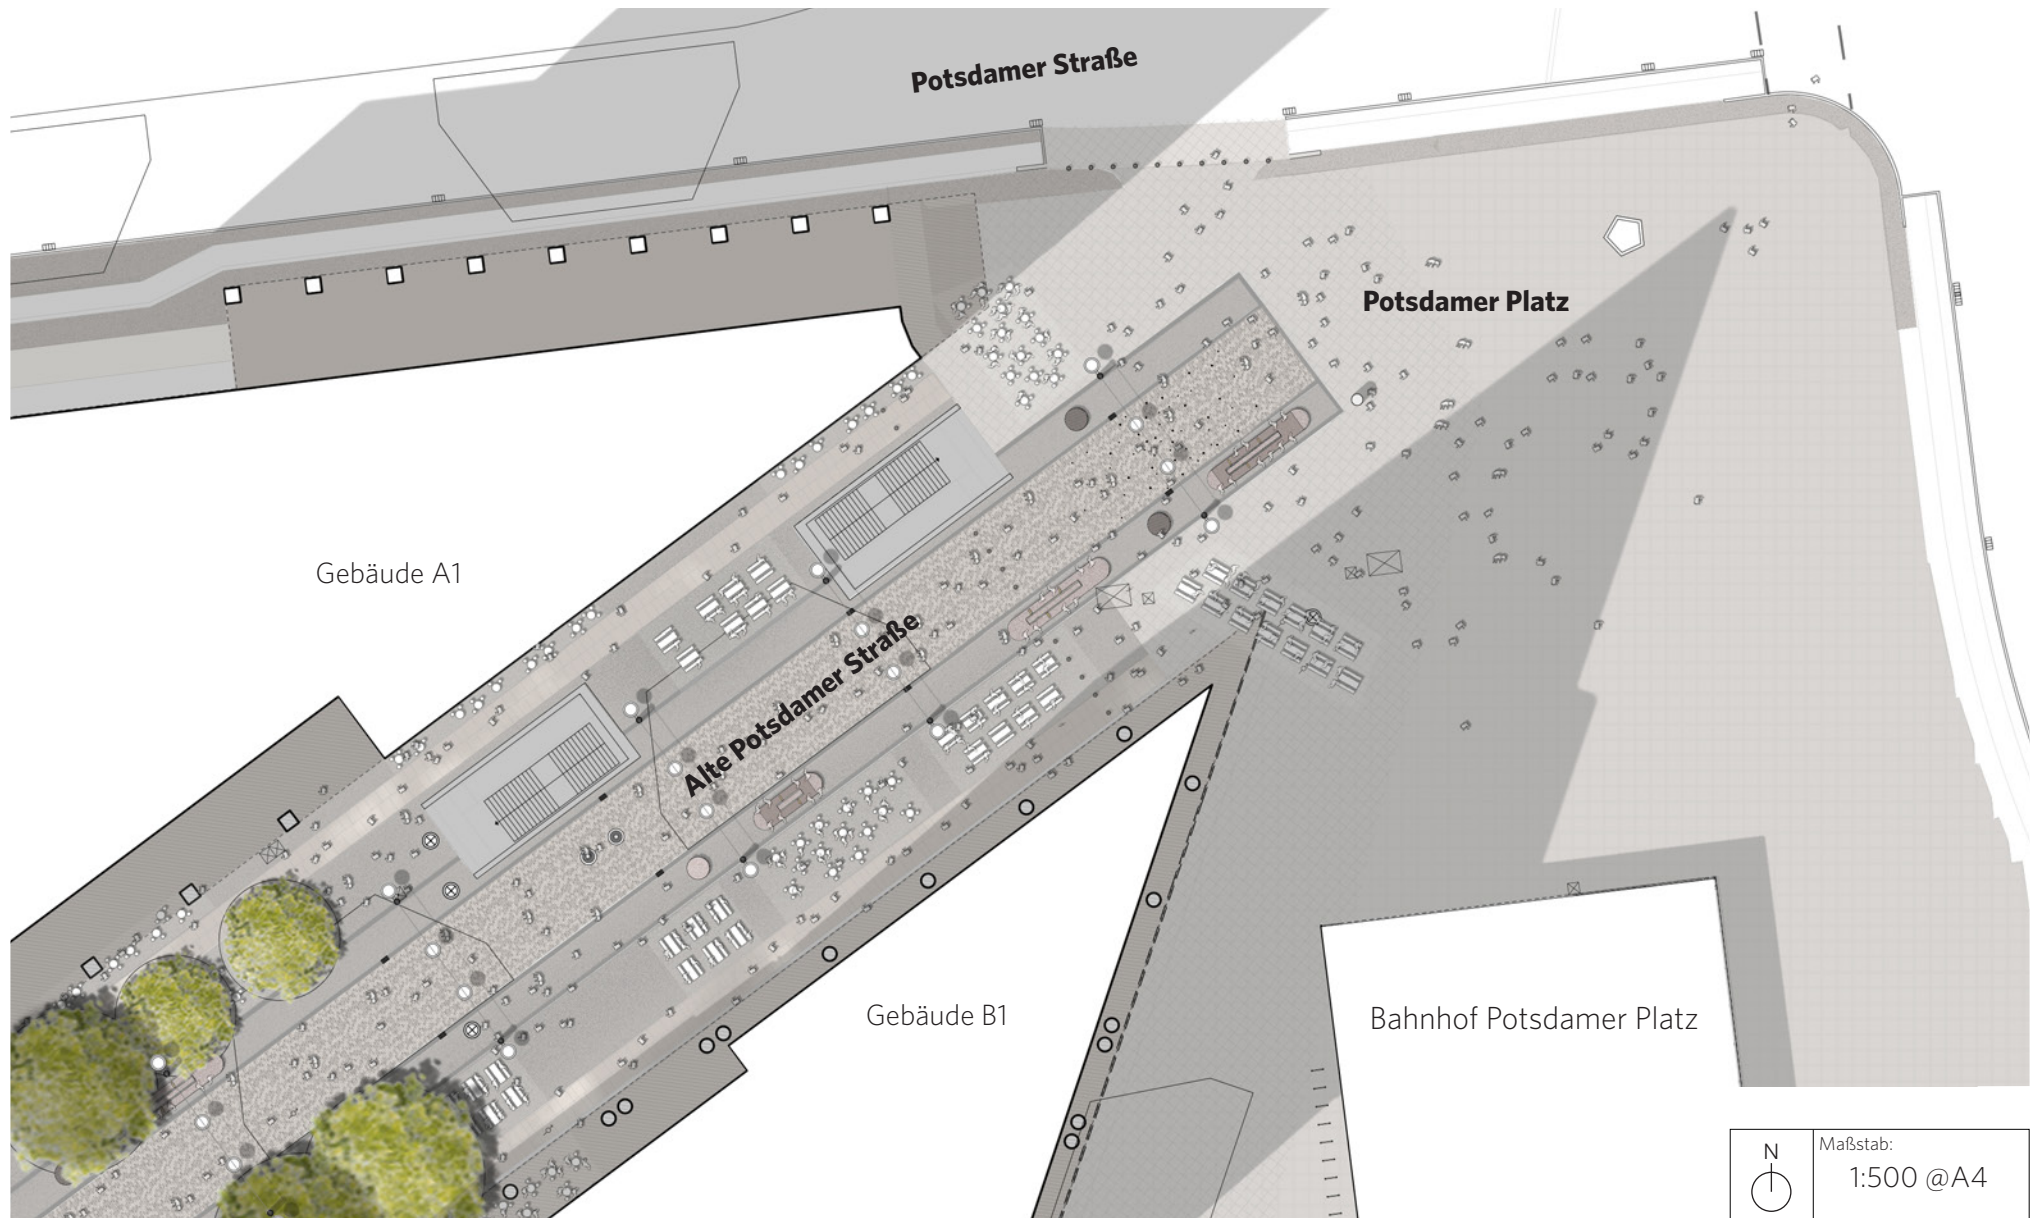 Potsdamer Straße
Potsdamer Platz
Gebäude A1
Alte Potsdamer Straße
Gebäude B1
Bahnhof Potsdamer Platz
N
Maßstab:
1:500 @A4